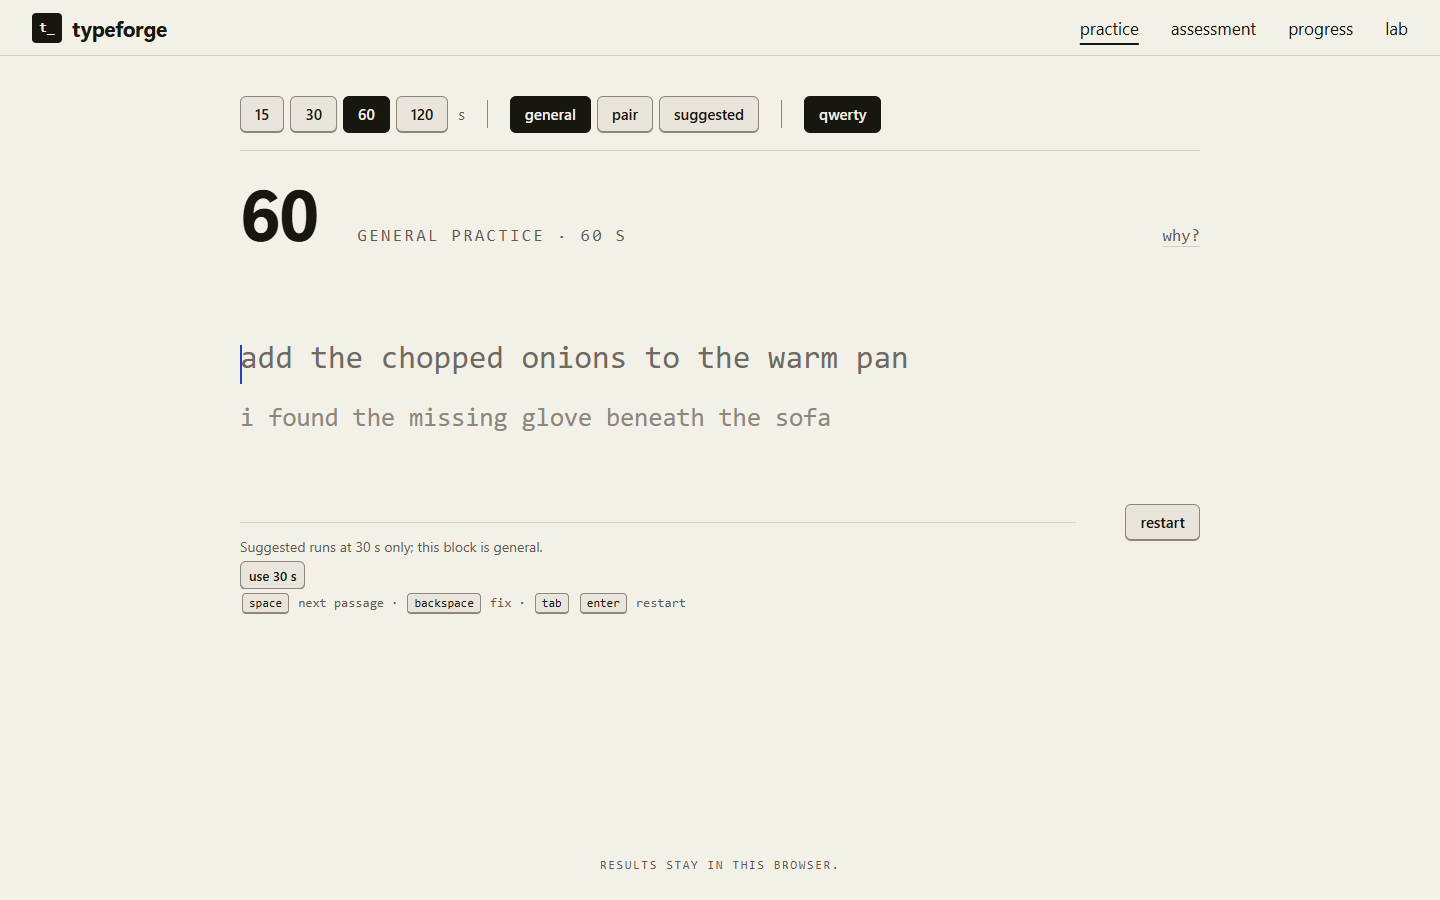 t_ typeforge practice assessment progress lab
15 30 60 120 s general pair suggested qwerty
60 GENERAL PRACTICE · 60 S why?
add the chopped onions to the warm pan
i found the missing glove beneath the sofa
restart
Suggested runs at 30 s only; this block is general.
use 30 s
space next passage · backspace fix · tab enter restart
RESULTS STAY IN THIS BROWSER.